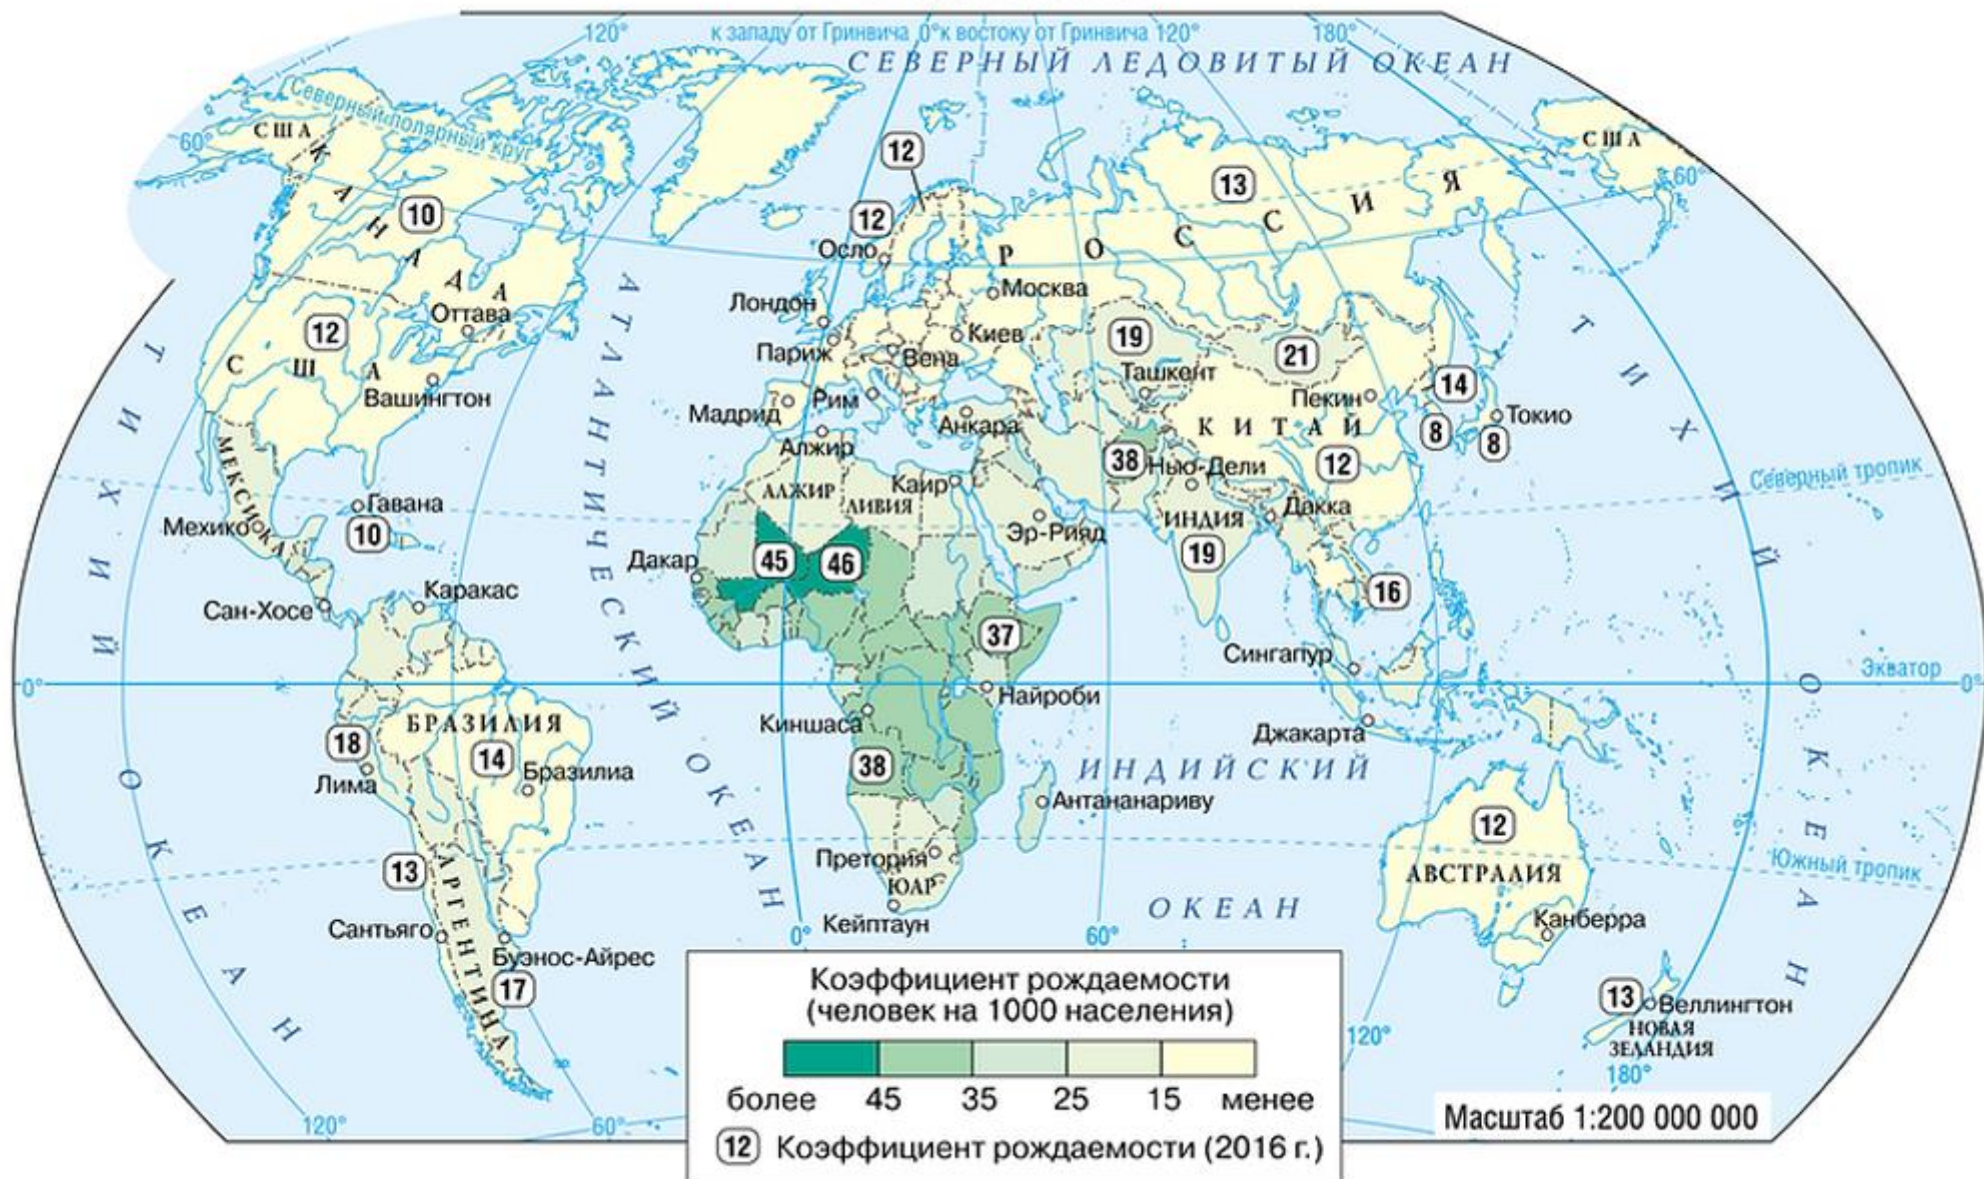 120°
к западу от Гринвича 0° к востоку от Гринвича 120°
180°
СЕВЕРНЫЙ ЛЕДОВИТЫЙ ОКЕАН
Северный полярный круг
60°
США
КАНАДА
10
12
12
13
РОССИЯ
США
60°
Осло
Москва
Лондон
Оттава
12
США
Вашингтон
Париж
Киев
Вена
19
21
Ташкент
14
Мадрид
Рим
Анкара
Пекин
Токио
КИТАЙ
8
8
Алжир
38
Нью-Дели
12
МЕКСИКА
АЛЖИР
ЛИВИЯ
Каир
Северный тропик
Гавана
Мехико
10
Эр-Рияд
ИНДИЯ
Дакка
19
Дакар
45
46
16
Каракас
Сан-Хосе
37
Сингапур
Экватор
0°
0°
Найроби
Киншаса
Джакарта
БРАЗИЛИЯ
18
14
Бразилиа
Лима
38
ИНДИЙСКИЙ
ОКЕАН
Антананариву
12
АВСТРАЛИЯ
Южный тропик
13
АРГЕНТИНА
Претория
ЮАР
Кейптаун
Сантьяго
Буэнос-Айрес
17
Канберра
13
Веллингтон
НОВАЯ
ЗЕЛАНДИЯ
ТИХИЙ
ОКЕАН
АТЛАНТИЧЕСКИЙ ОКЕАН
ТИХИЙ
ОКЕАН
0°
60°
120°
180°
120°
60°
Коэффициент рождаемости
(человек на 1000 населения)
более 45 35 25 15 менее
12 Коэффициент рождаемости (2016 г.)
Масштаб 1:200 000 000